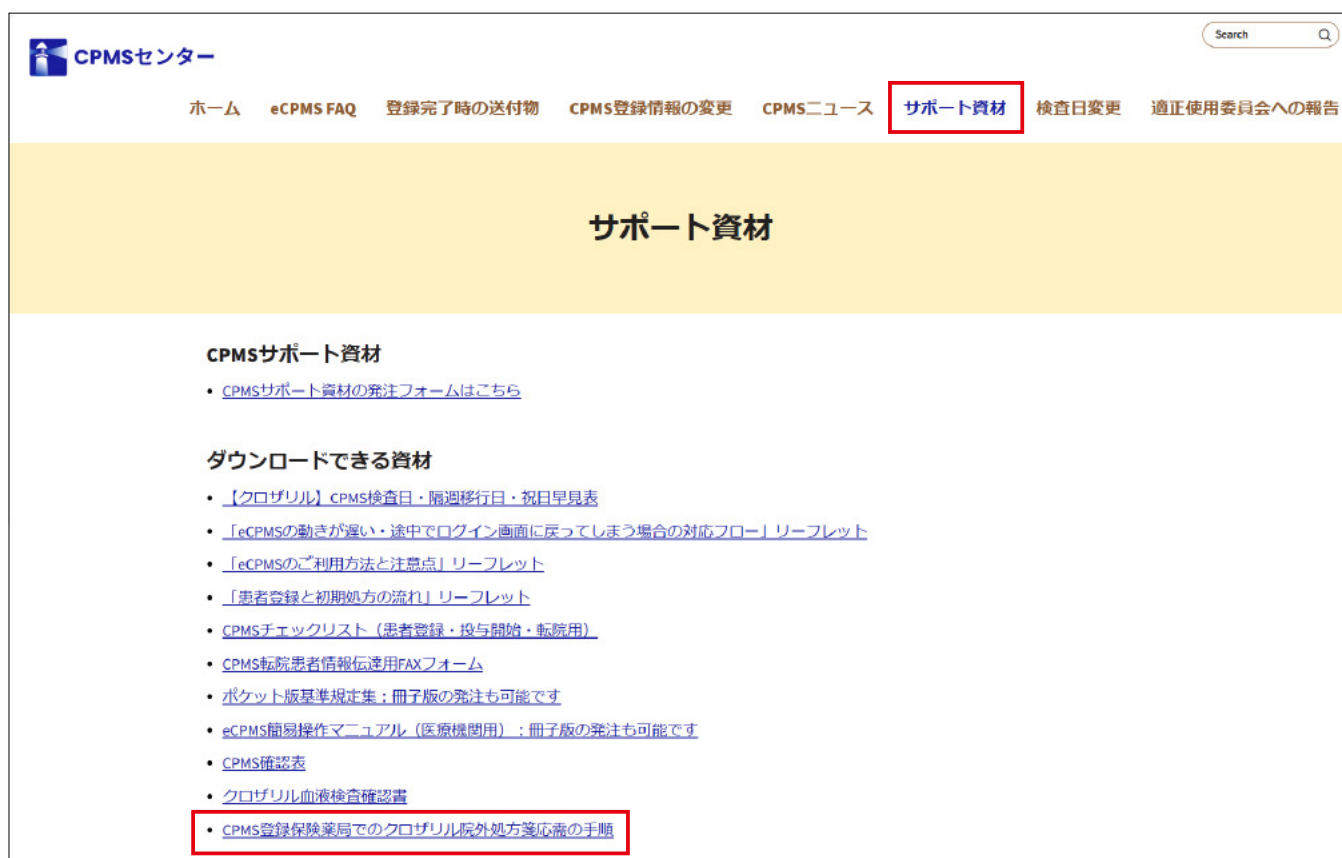 Search
CPMSセンター
ホーム eCPMS FAQ 登録完了時の送付物 CPMS登録情報の変更 CPMSニュース サポート資材 検査日変更 適正使用委員会への報告
サポート資材
CPMSサポート資材
• CPMSサポート資材の発注フォームはこちら
ダウンロードできる資材
• 【クロザリル】CPMS検査日・隔週移行日・祝日早見表
• 「eCPMSの動きが遅い・途中でログイン画面に戻ってしまう場合の対応フロー」リーフレット
• 「eCPMSのご利用方法と注意点」リーフレット
• 「患者登録と初期処方の流れ」リーフレット
• CPMSチェックリスト（患者登録・投与開始・転院用）
• CPMS転院患者情報伝達用FAXフォーム
• ポケット版基準規定集；冊子版の発注も可能です
• eCPMS簡易操作マニュアル（医療機関用）；冊子版の発注も可能です
• CPMS確認表
• クロザリル血液検査確認書
• CPMS登録保険薬局でのクロザリル院外処方箋応需の手順